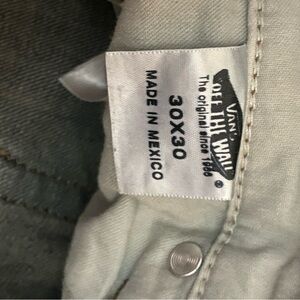 VANS
"OFF THE WALL"
The original since 1966
30X30
MADE IN MEXICO